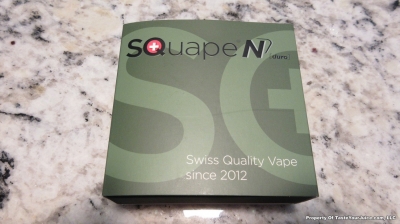 SQuape N
Swiss Quality Vape
since 2012
Property Of TasteYourJuice.com, LLC